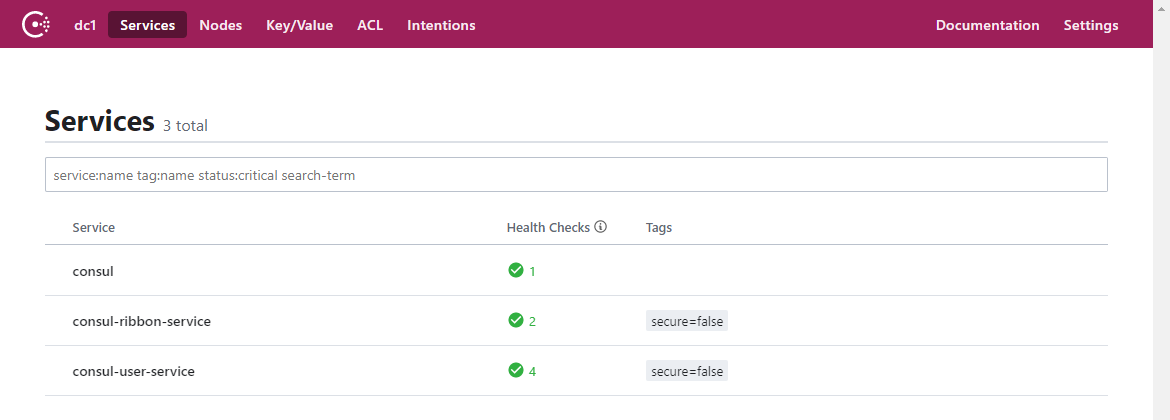 dc1 Services Nodes Key/Value ACL Intentions Documentation Settings
Services 3 total
service:name tag:name status:critical search-term
Service Health Checks Tags
consul 1
consul-ribbon-service 2 secure=false
consul-user-service 4 secure=false